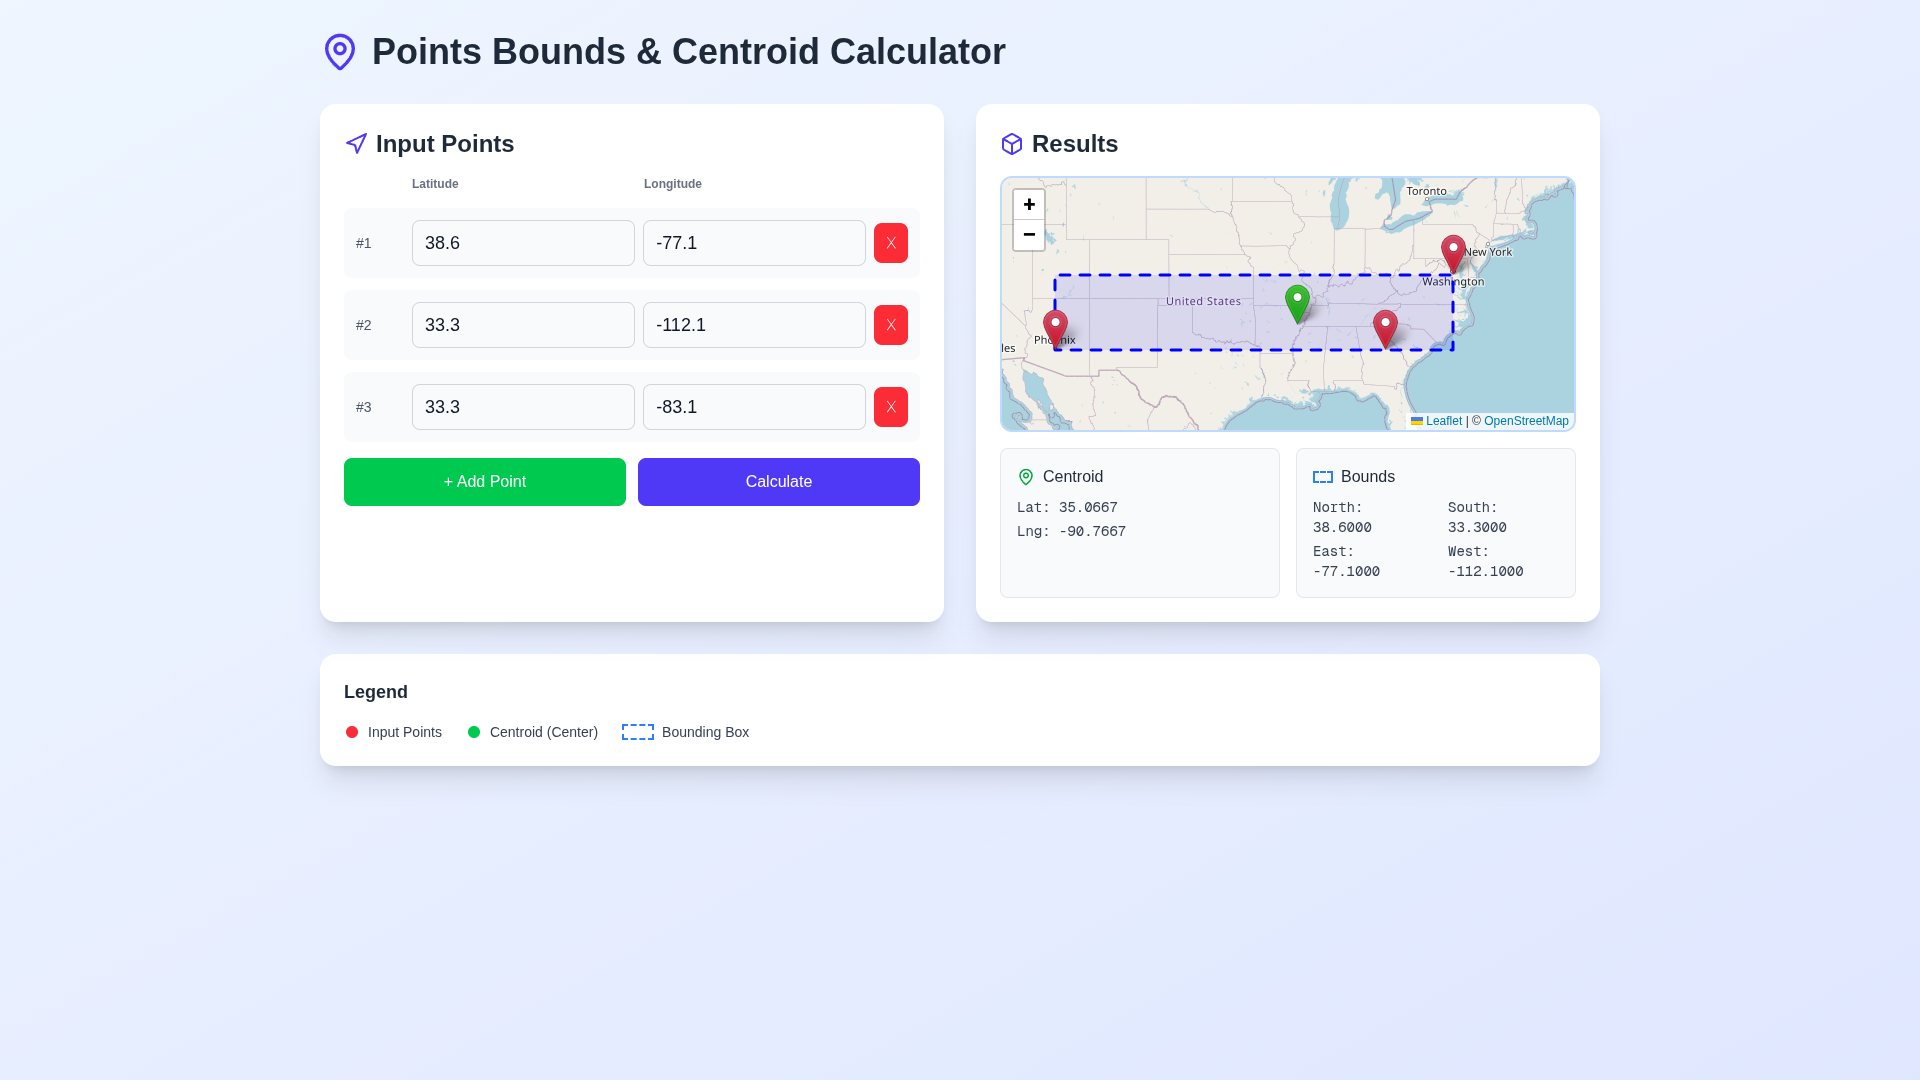 Points Bounds & Centroid Calculator
Input Points
Latitude Longitude
#1 38.6 -77.1 X
#2 33.3 -112.1 X
#3 33.3 -83.1 X
+ Add Point Calculate
Results
+
−
Toronto
New York
Washington
United States
Phoenix
les
Leaflet | © OpenStreetMap
Centroid
Lat: 35.0667
Lng: -90.7667
Bounds
North: 38.6000
South: 33.3000
East: -77.1000
West: -112.1000
Legend
Input Points Centroid (Center) Bounding Box